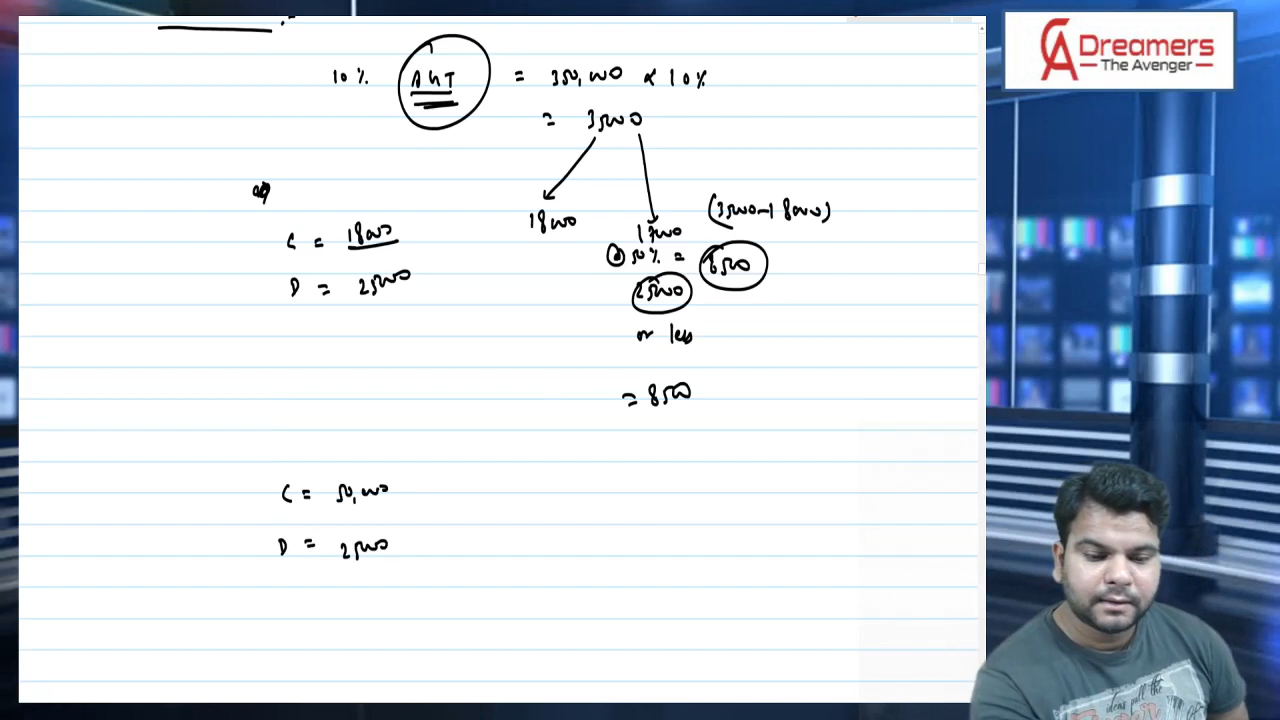 CA Dreamers
The Avenger
10% AGT = 350,000 × 10%
= 35000
18000 17000 (35000-18000)
C = 18000
@ 50% = 8500
D = 25000 25000
or less
= 8500
C = 50,000
D = 25000